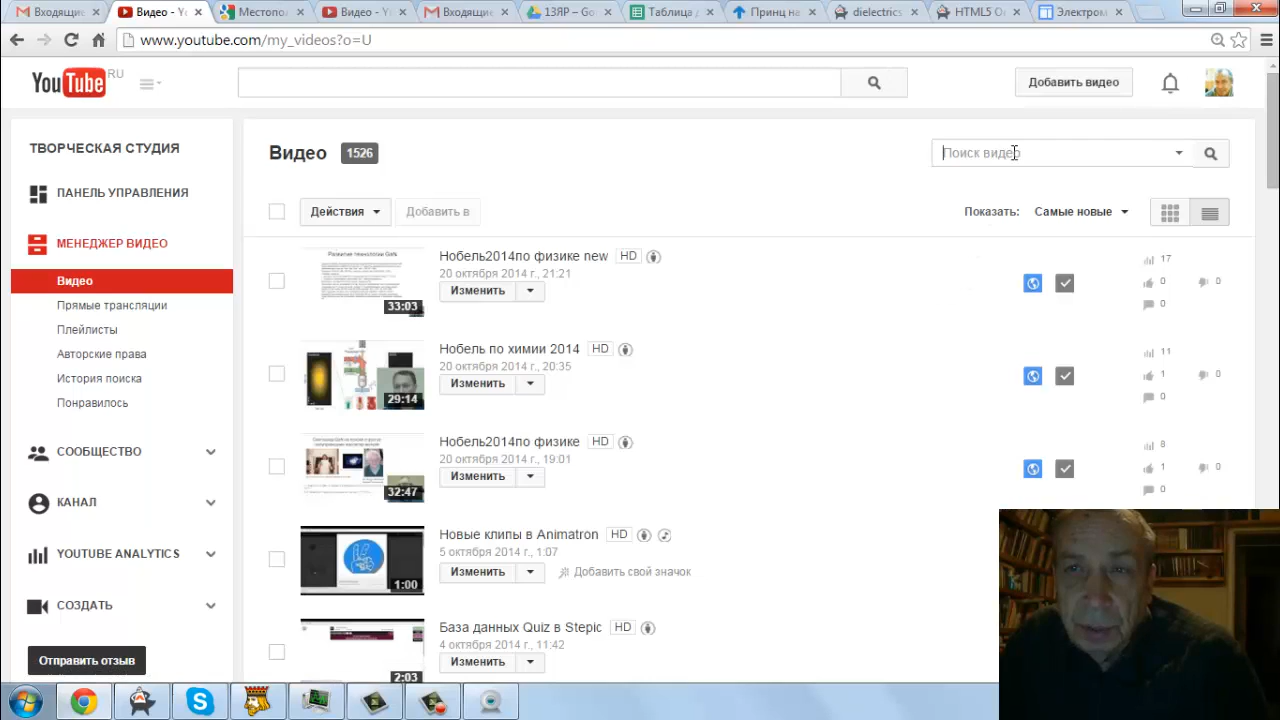 Входящие
Видео - Yo
Местопол
Видео - Yo
Входящие
13ЯР – Goo
Таблица д
Принц на
dielectrics
HTML5 On
Электром
www.youtube.com/my_videos?o=U
YouTube RU
Добавить видео
ТВОРЧЕСКАЯ СТУДИЯ
ПАНЕЛЬ УПРАВЛЕНИЯ
МЕНЕДЖЕР ВИДЕО
Видео
Прямые трансляции
Плейлисты
Авторские права
История поиска
Понравилось
СООБЩЕСТВО
КАНАЛ
YOUTUBE ANALYTICS
СОЗДАТЬ
Отправить отзыв
Видео 1526
Поиск видео
Действия
Добавить в
Показать: Самые новые
Нобель2014по физике new HD
20 октября 2014 г., 21:21
Изменить
33:03
17
0 0
0
Нобель по химии 2014 HD
20 октября 2014 г., 20:35
Изменить
29:14
11
1 0
0
Нобель2014по физике HD
20 октября 2014 г., 19:01
Изменить
32:47
8
1 0
0
Новые клипы в Animatron HD
5 октября 2014 г., 1:07
Изменить
Добавить свой значок
1:00
База данных Quiz в Stepic HD
4 октября 2014 г., 11:42
Изменить
2:03